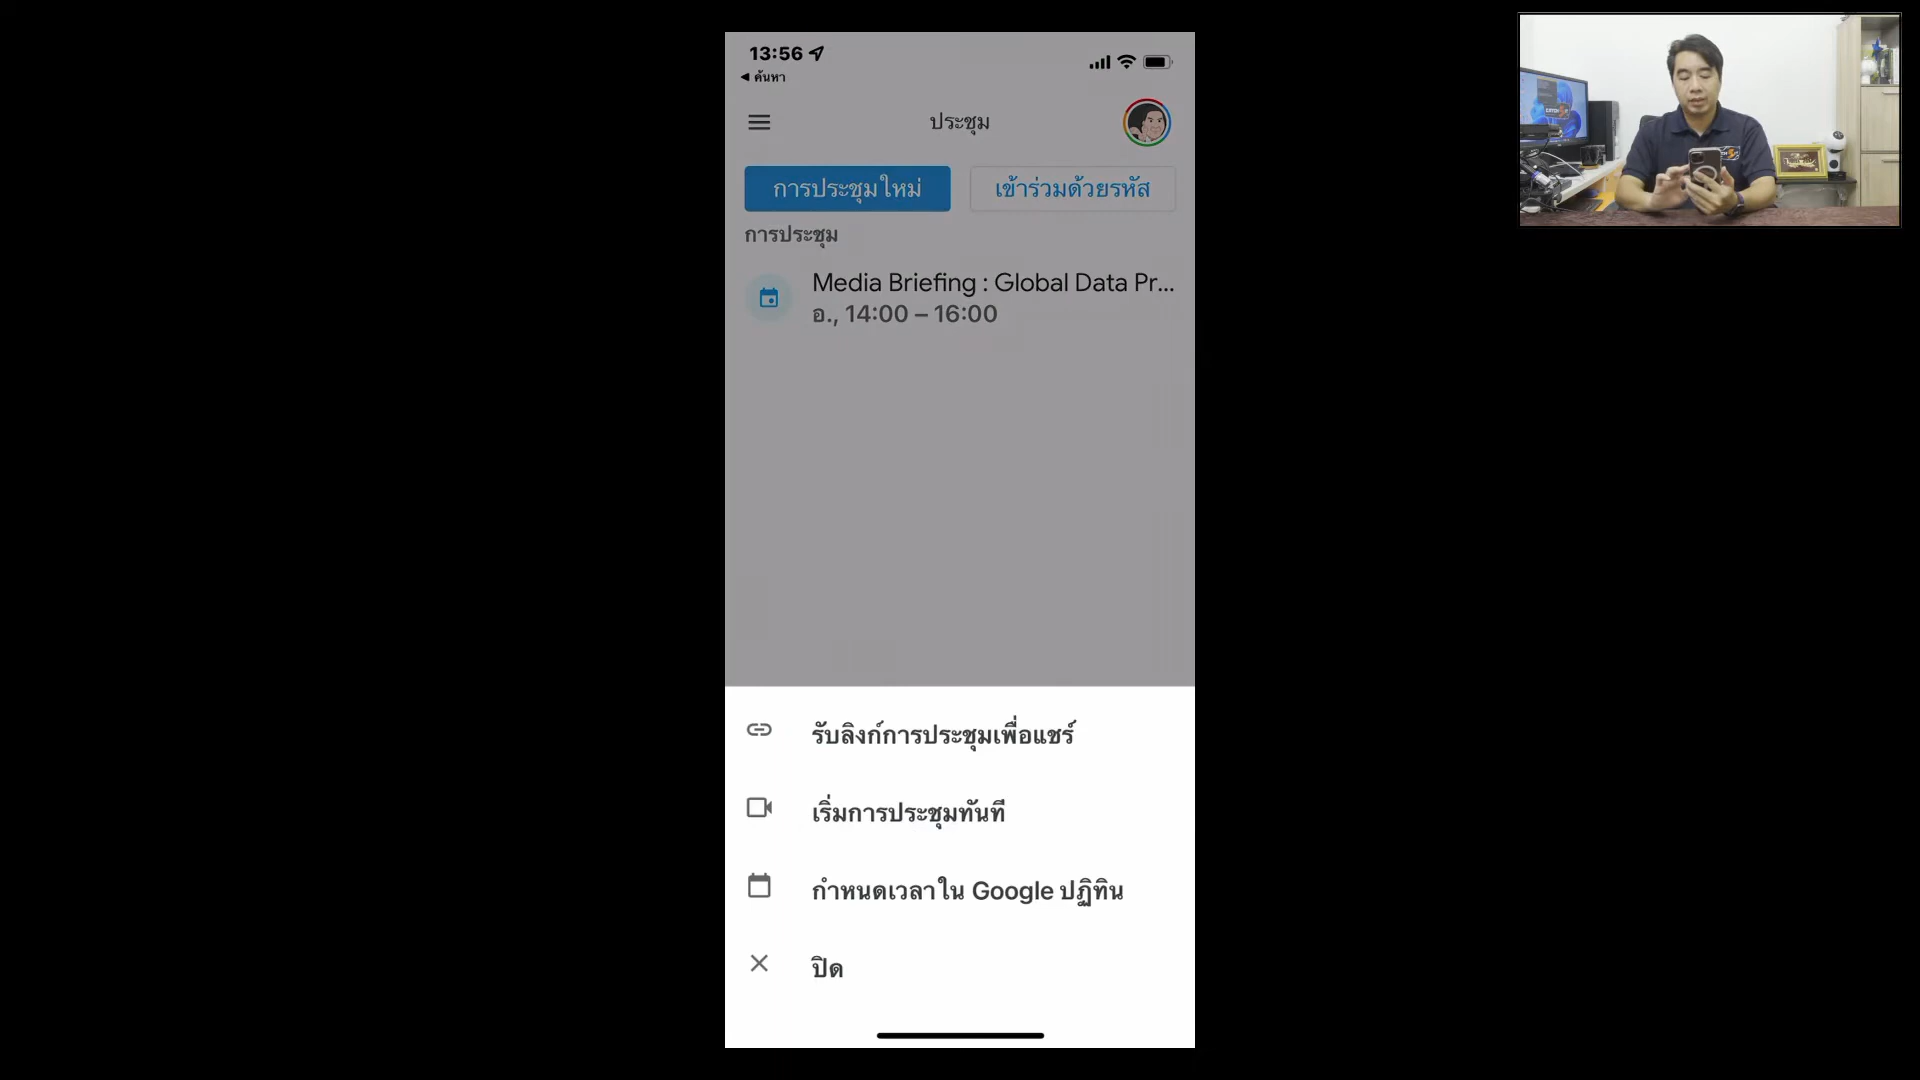 13:56
◀ ค้นหา
ประชุม
การประชุมใหม่
เข้าร่วมด้วยรหัส
การประชุม
Media Briefing : Global Data Pr...
อ., 14:00 – 16:00
รับลิงก์การประชุมเพื่อแชร์
เริ่มการประชุมทันที
กำหนดเวลาใน Google ปฏิทิน
ปิด